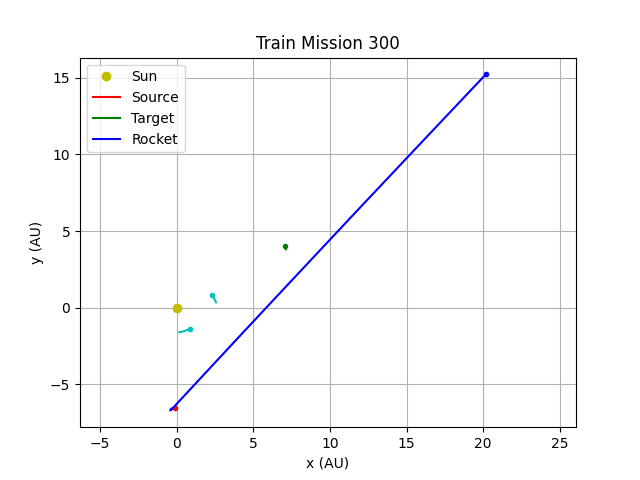 Train Mission 300
Sun
Source
Target
Rocket
15
10
5
0
−5
y (AU)
−5
0
5
10
15
20
25
x (AU)